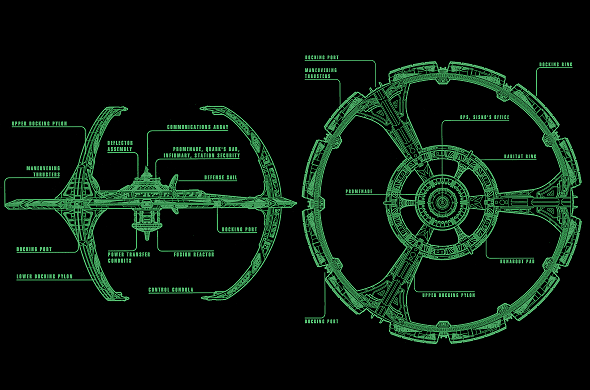 UPPER DOCKING PYLON
COMMUNICATIONS ARRAY
DEFLECTOR
ASSEMBLY
PROMENADE, QUARK'S BAR,
INFIRMARY, STATION SECURITY
MANEUVERING
THRUSTERS
DEFENSE SAIL
DOCKING PORT
DOCKING PORT
POWER TRANSFER
CONDUITS
FUSION REACTOR
LOWER DOCKING PYLON
CONTROL CONSOLE
DOCKING PORT
MANEUVERING
THRUSTERS
DOCKING RING
OPS, SISKO'S OFFICE
HABITAT RING
PROMENADE
RUNABOUT PAD
UPPER DOCKING PYLON
DOCKING PORT